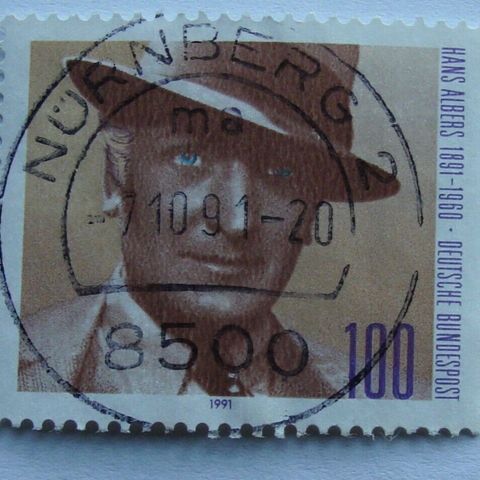 HANS ALBERS 1891-1960 · DEUTSCHE BUNDESPOST
NÜRNBERG 2
ma
-7.10.91-20
8500
100
1991